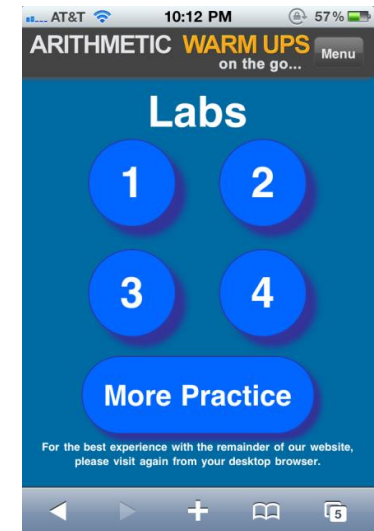 AT&T 10:12 PM 57%
ARITHMETIC WARM UPS Menu
on the go...
Labs
1 2
3 4
More Practice
For the best experience with the remainder of our website,
please visit again from your desktop browser.
5